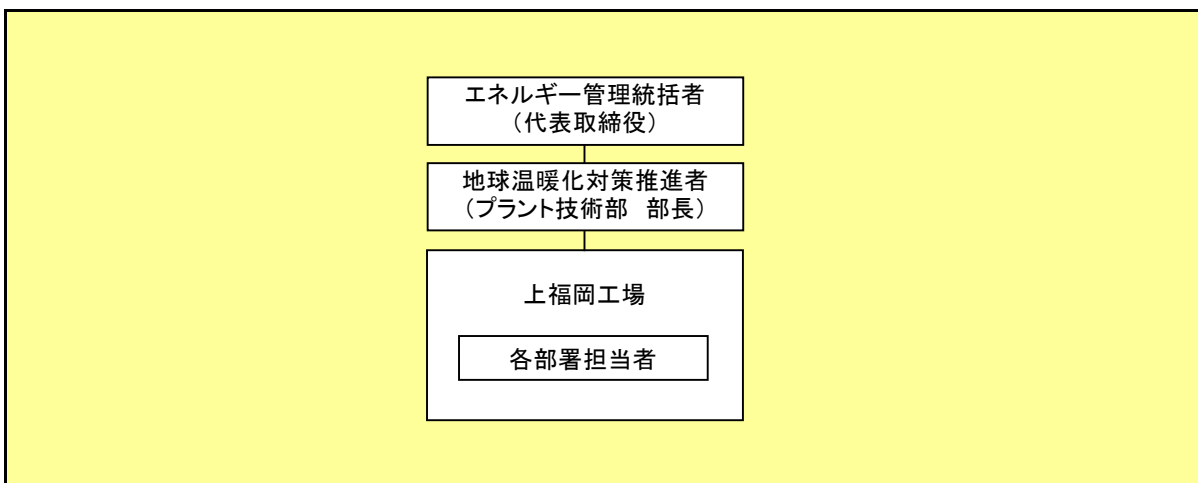 エネルギー管理統括者
（代表取締役）
地球温暖化対策推進者
（プラント技術部　部長）
上福岡工場
各部署担当者